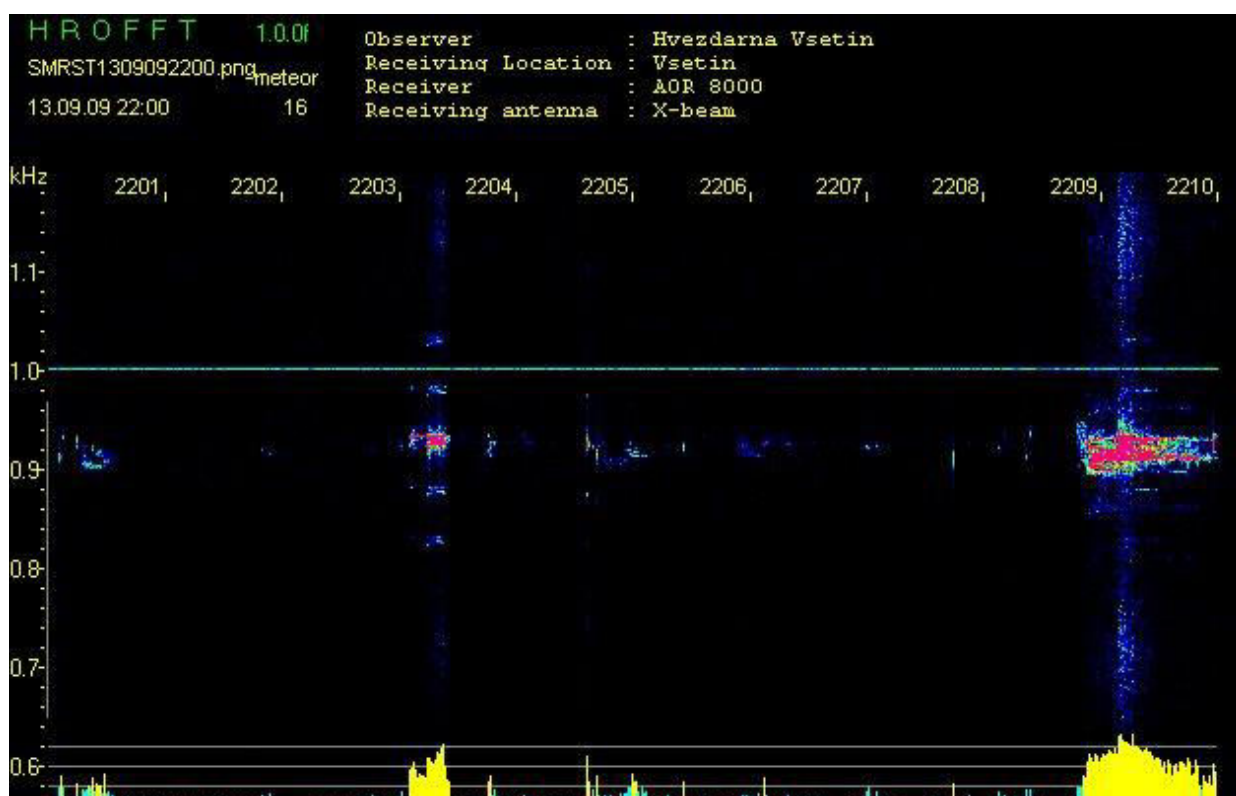 H R O F F T 1.0.0f
SMRST1309092200.png
meteor
13.09.09 22:00 16
Observer : Hvezdarna Vsetin
Receiving Location : Vsetin
Receiver : AOR 8000
Receiving antenna : X-beam
kHz 2201 2202 2203 2204 2205 2206 2207 2208 2209 2210
1.1
1.0
0.9
0.8
0.7
0.6